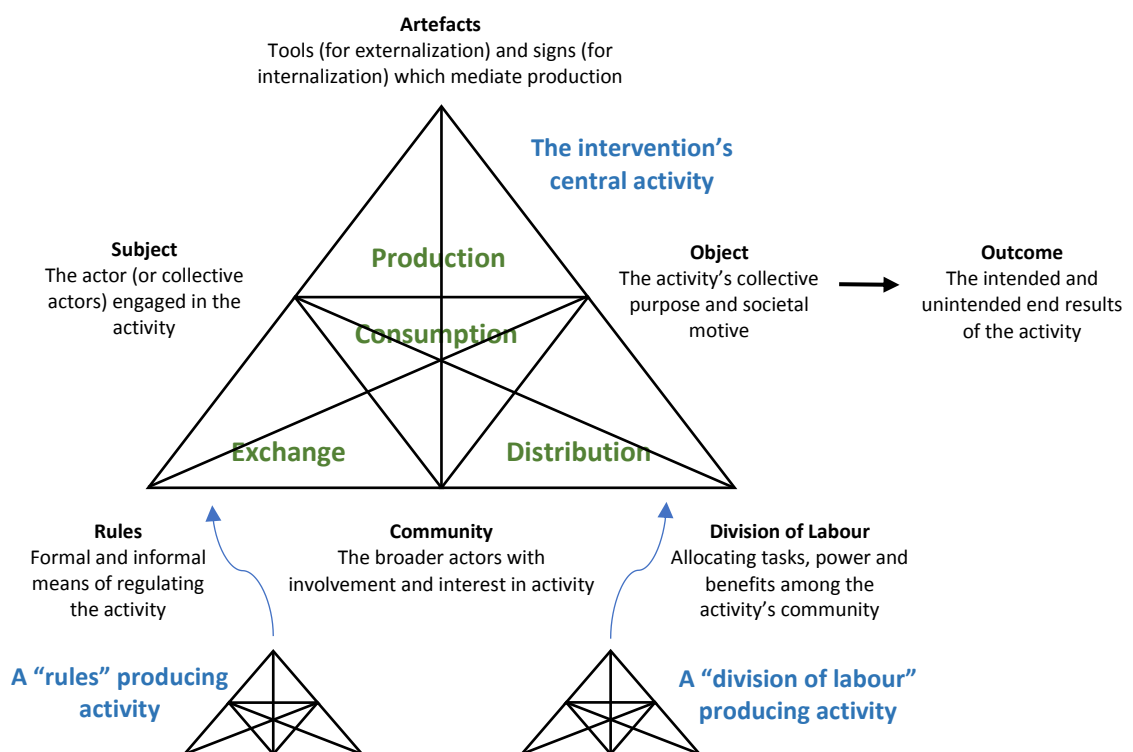 Artefacts
Tools (for externalization) and signs (for
internalization) which mediate production
The intervention’s
central activity
Subject
The actor (or collective
actors) engaged in the
activity
Production
Object
The activity’s collective
purpose and societal
motive
Outcome
The intended and
unintended end results
of the activity
Consumption
Exchange
Distribution
Rules
Formal and informal
means of regulating
the activity
Community
The broader actors with
involvement and interest in activity
Division of Labour
Allocating tasks, power and
benefits among the
activity’s community
A “rules” producing
activity
A “division of labour”
producing activity